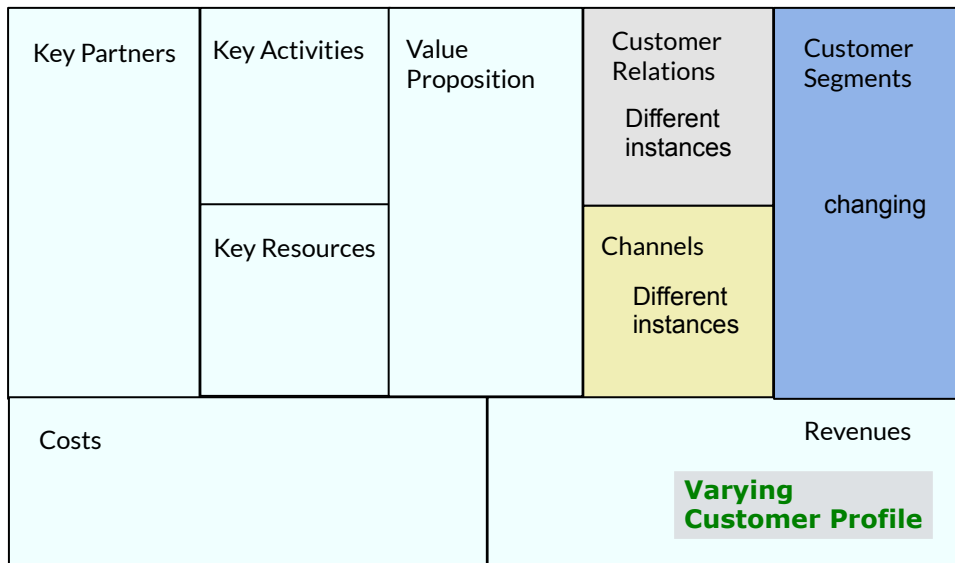 Key Partners
Key Activities
Key Resources
Value
Proposition
Customer
Relations
Different
instances
Channels
Different
instances
Customer
Segments
changing
Costs
Revenues
Varying
Customer Profile